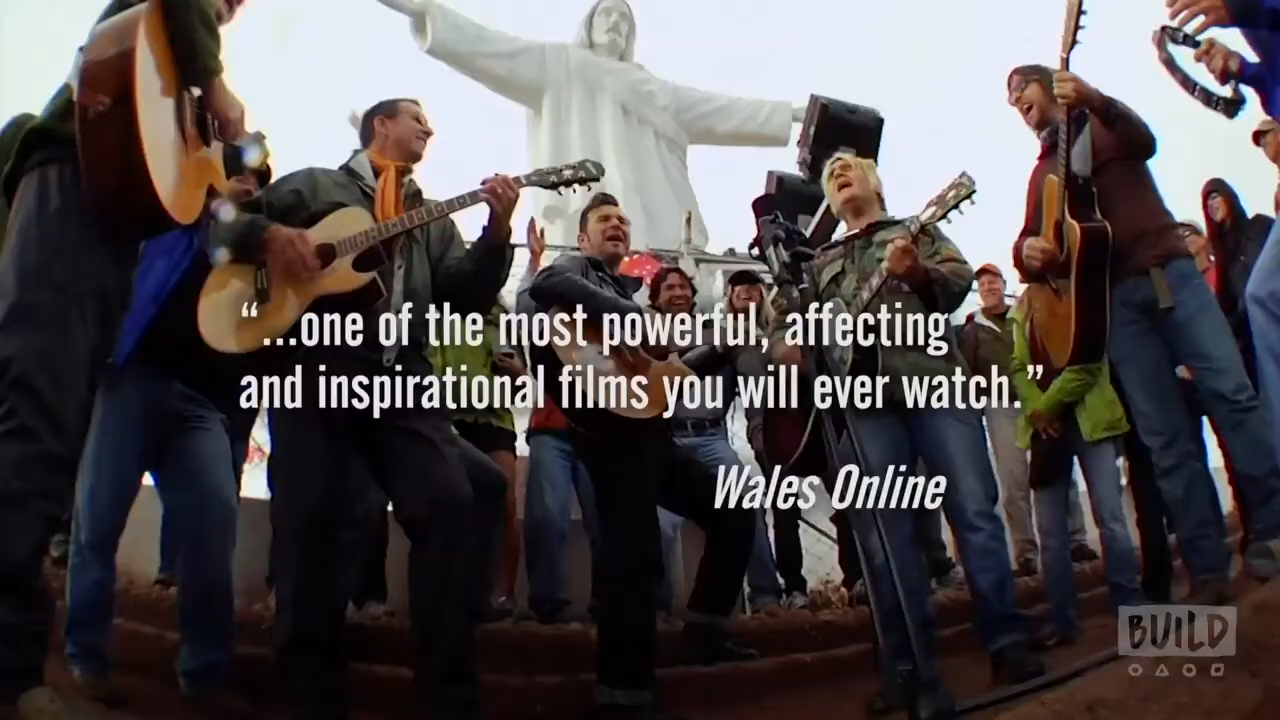 “...one of the most powerful, affecting
and inspirational films you will ever watch.”
Wales Online
BUILD